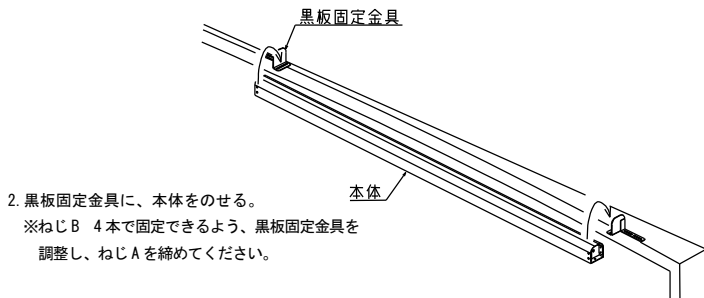 黒板固定金具
本体
2. 黒板固定金具に、本体をのせる。
※ねじB 4本で固定できるよう、黒板固定金具を
調整し、ねじAを締めてください。